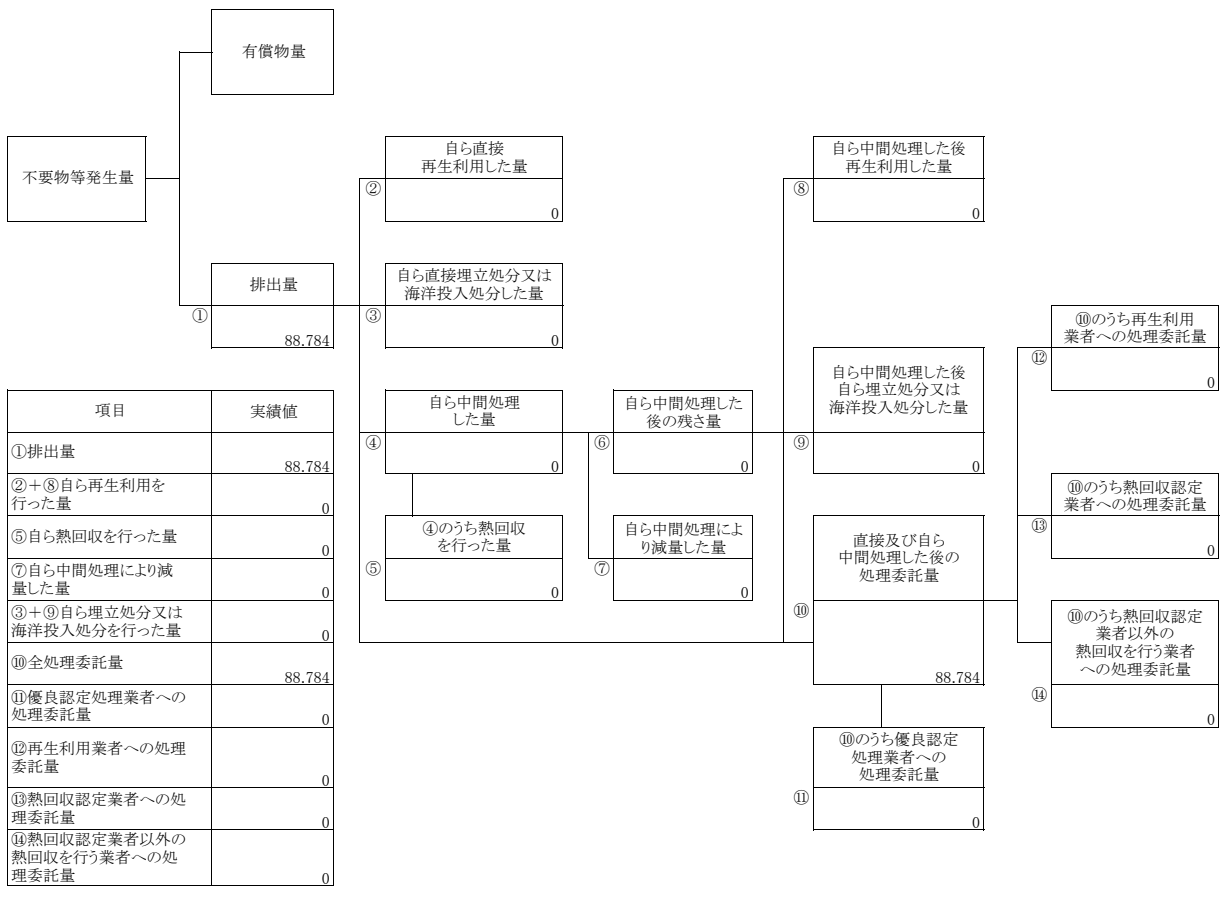 有償物量
不要物等発生量
自ら直接
再生利用した量
②
0
自ら中間処理した後
再生利用した量
⑧
0
排出量
①
88.784
自ら直接埋立処分又は
海洋投入処分した量
③
0
⑩のうち再生利用
業者への処理委託量
⑫
0
自ら中間処理
した量
④
0
自ら中間処理した
後の残さ量
⑥
0
自ら中間処理した後
自ら埋立処分又は
海洋投入処分した量
⑨
0
⑩のうち熱回収認定
業者への処理委託量
⑬
0
④のうち熱回収
を行った量
⑤
0
自ら中間処理によ
り減量した量
⑦
0
直接及び自ら
中間処理した後の
処理委託量
⑩
88.784
⑩のうち熱回収認定
業者以外の
熱回収を行う業者
への処理委託量
⑭
0
⑩のうち優良認定
処理業者への
処理委託量
⑪
0
項目 実績値
①排出量
88.784
②+⑧自ら再生利用を
行った量
0
⑤自ら熱回収を行った量
0
⑦自ら中間処理により減
量した量
0
③+⑨自ら埋立処分又は
海洋投入処分を行った量
0
⑩全処理委託量
88.784
⑪優良認定処理業者への
処理委託量
0
⑫再生利用業者への処理
委託量
0
⑬熱回収認定業者への処
理委託量
0
⑭熱回収認定業者以外の
熱回収を行う業者への処
理委託量
0